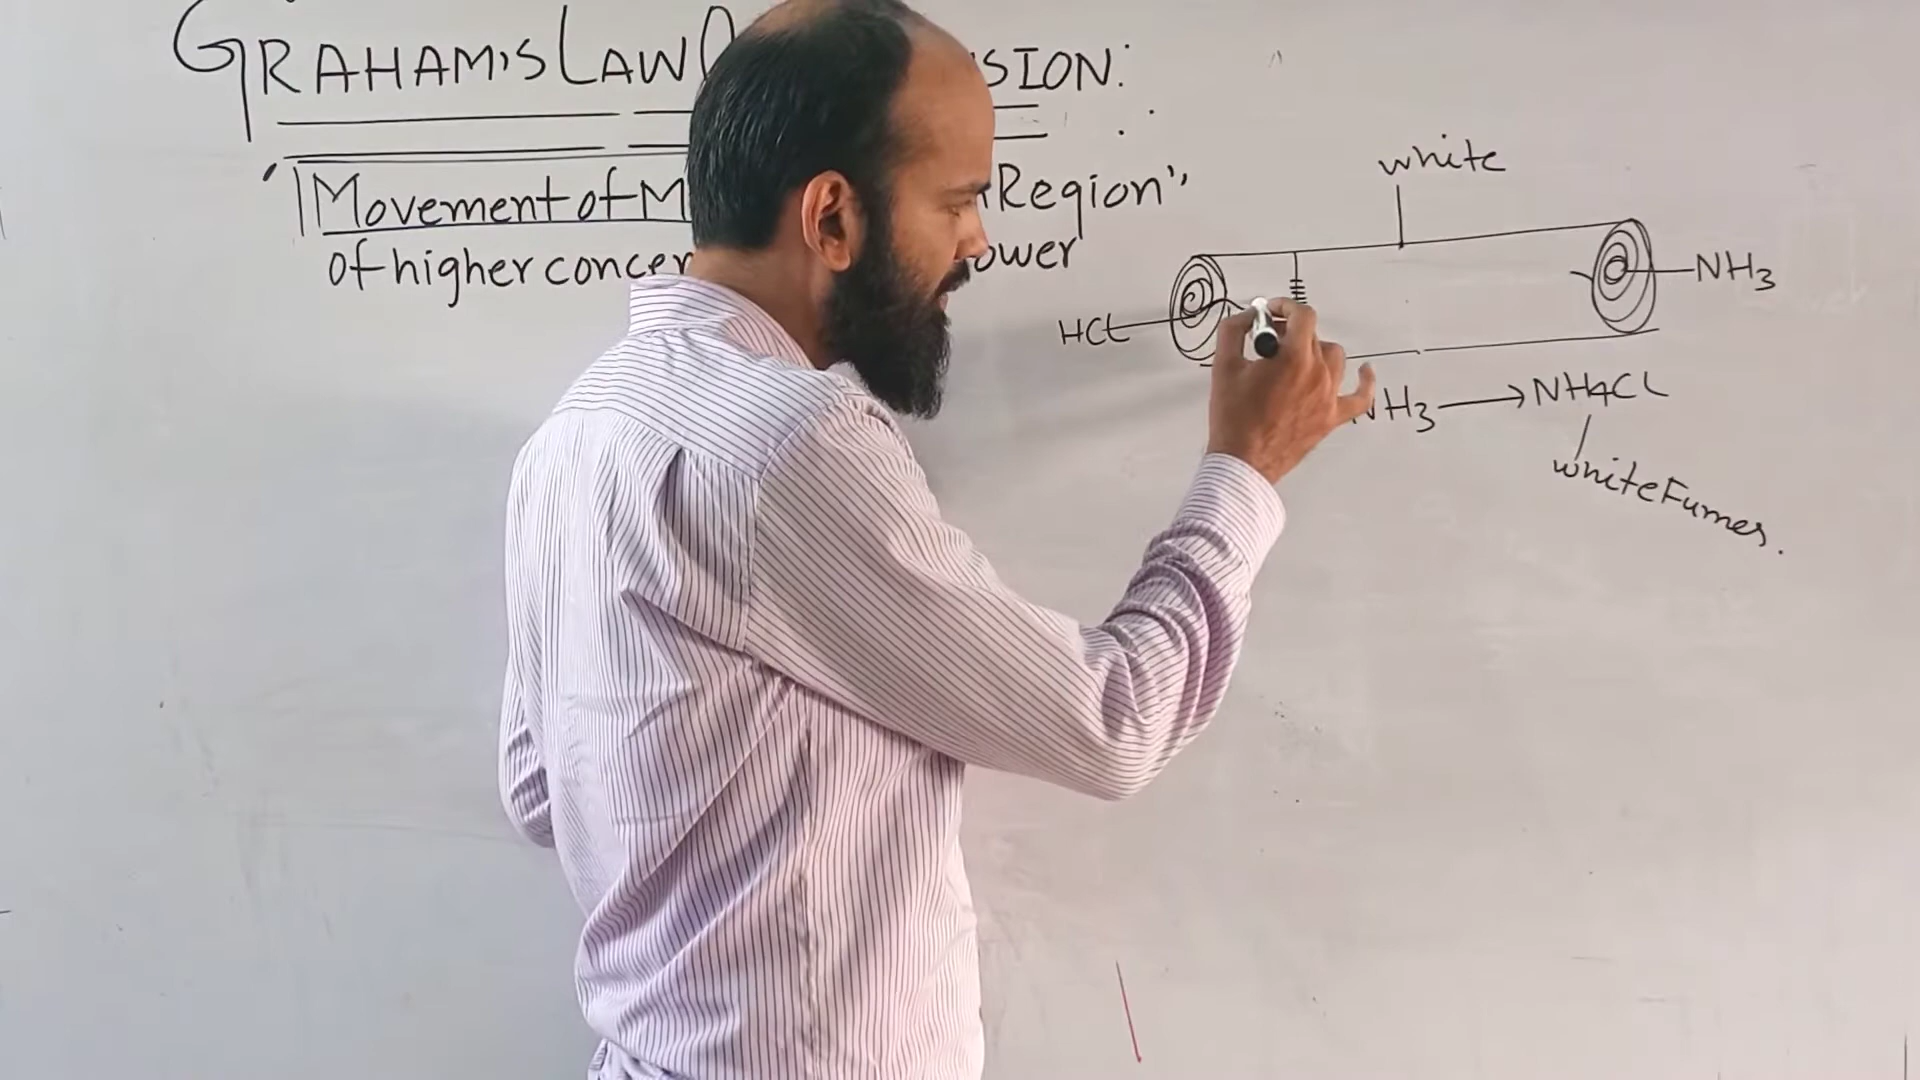 GRAHAM'S LAW O SION:
"Movement of M Region"
of higher concen ower
white
NH3
HCl
NH3 → NH4Cl
white Fumes.